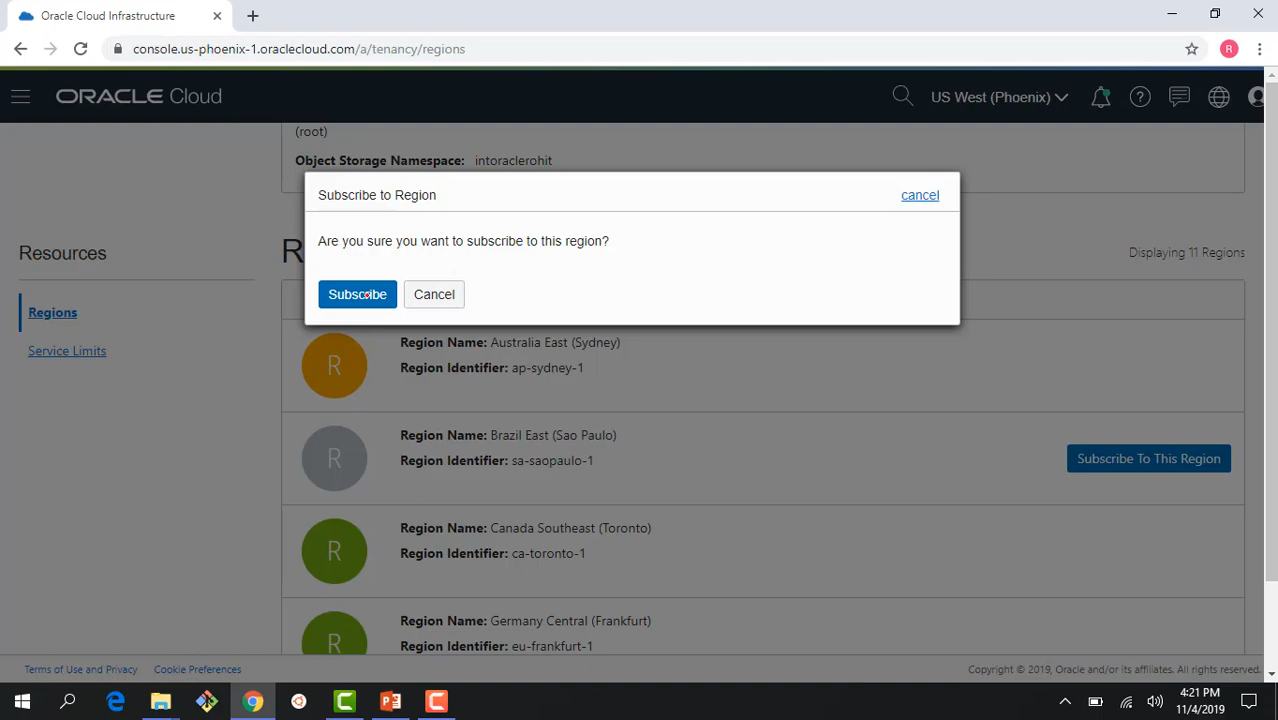 Oracle Cloud Infrastructure
console.us-phoenix-1.oraclecloud.com/a/tenancy/regions
R
ORACLE Cloud
US West (Phoenix)
(root)
Object Storage Namespace: intoraclerohit
Subscribe to Region
cancel
Are you sure you want to subscribe to this region?
Subscribe
Cancel
Resources
Regions
Service Limits
R
Displaying 11 Regions
R
Region Name: Australia East (Sydney)
Region Identifier: ap-sydney-1
R
Region Name: Brazil East (Sao Paulo)
Region Identifier: sa-saopaulo-1
Subscribe To This Region
R
Region Name: Canada Southeast (Toronto)
Region Identifier: ca-toronto-1
R
Region Name: Germany Central (Frankfurt)
Region Identifier: eu-frankfurt-1
Terms of Use and Privacy
Cookie Preferences
Copyright © 2019, Oracle and/or its affiliates. All rights reserved.
4:21 PM
11/4/2019